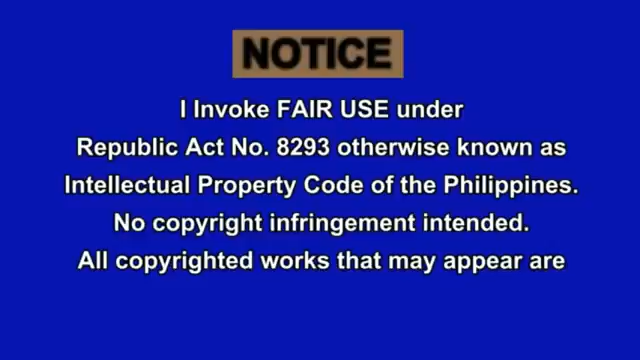 NOTICE
I Invoke FAIR USE under
Republic Act No. 8293 otherwise known as
Intellectual Property Code of the Philippines.
No copyright infringement intended.
All copyrighted works that may appear are